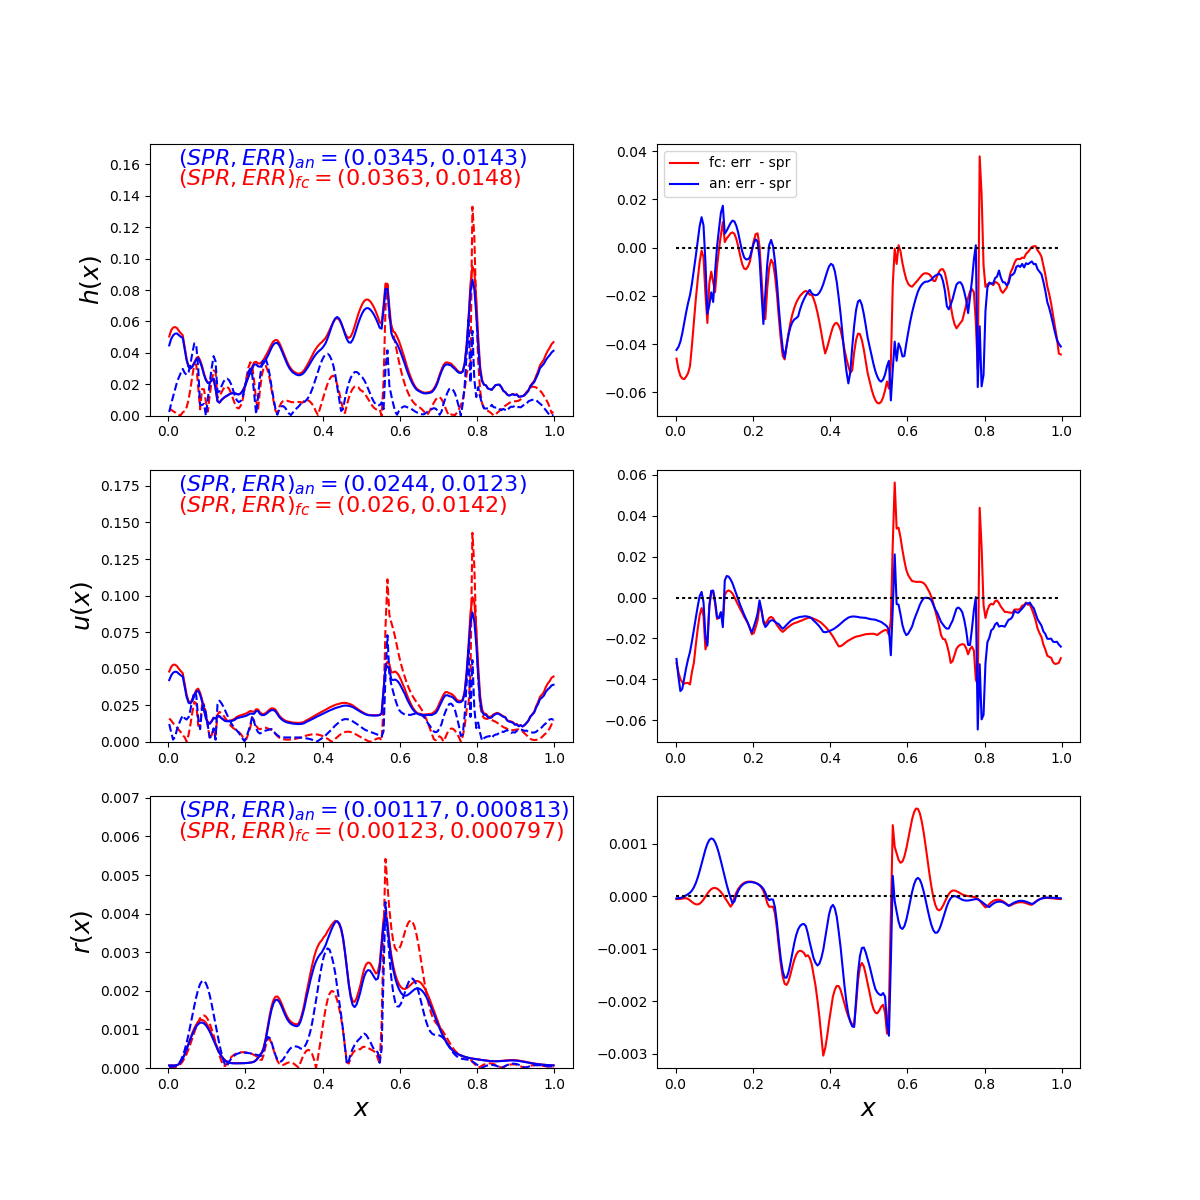 (SPR, ERR)an = (0.0345, 0.0143)
(SPR, ERR)fc = (0.0363, 0.0148)
h(x)
0.16
0.14
0.12
0.10
0.08
0.06
0.04
0.02
0.00
0.0 0.2 0.4 0.6 0.8 1.0
fc: err - spr
an: err - spr
0.04
0.02
0.00
−0.02
−0.04
−0.06
0.0 0.2 0.4 0.6 0.8 1.0
(SPR, ERR)an = (0.0244, 0.0123)
(SPR, ERR)fc = (0.026, 0.0142)
u(x)
0.175
0.150
0.125
0.100
0.075
0.050
0.025
0.000
0.0 0.2 0.4 0.6 0.8 1.0
0.06
0.04
0.02
0.00
−0.02
−0.04
−0.06
0.0 0.2 0.4 0.6 0.8 1.0
(SPR, ERR)an = (0.00117, 0.000813)
(SPR, ERR)fc = (0.00123, 0.000797)
r(x)
0.007
0.006
0.005
0.004
0.003
0.002
0.001
0.000
0.0 0.2 0.4 0.6 0.8 1.0
x
0.001
0.000
−0.001
−0.002
−0.003
0.0 0.2 0.4 0.6 0.8 1.0
x